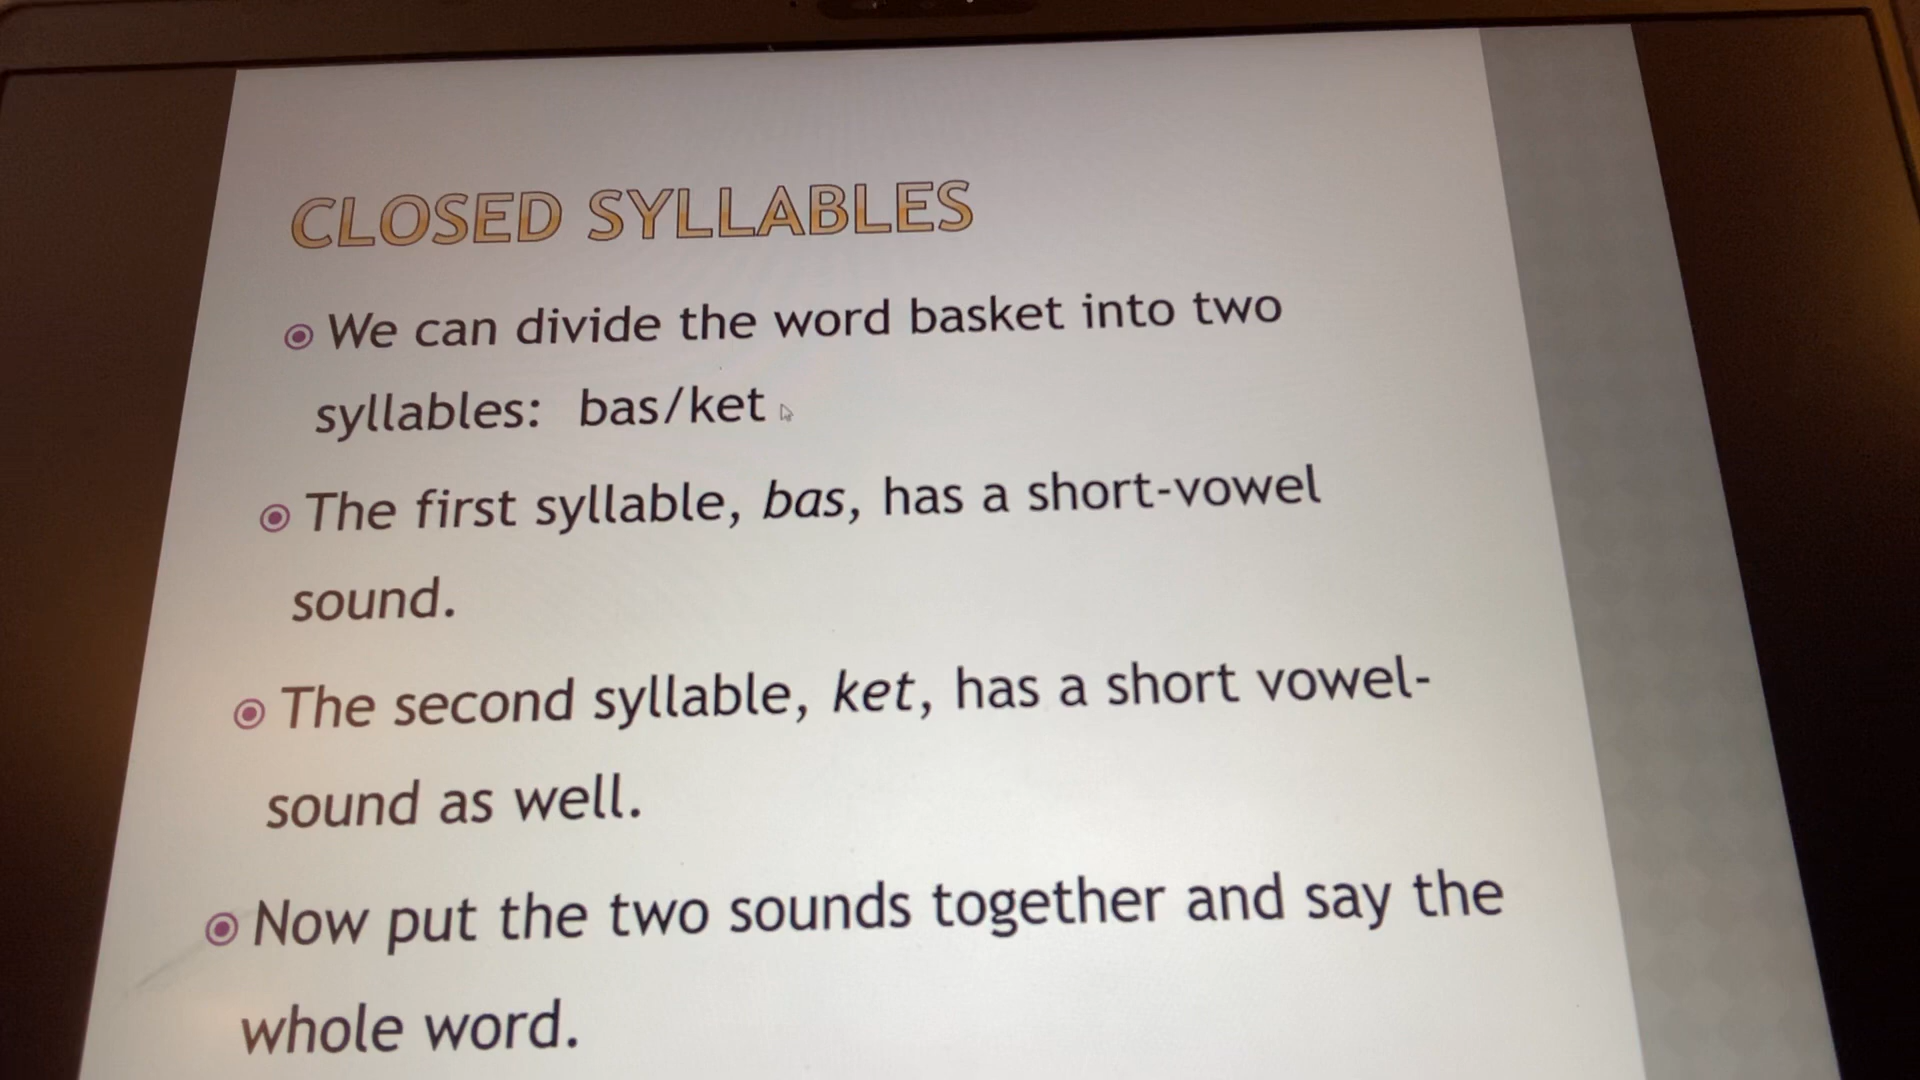 CLOSED SYLLABLES
We can divide the word basket into two
syllables: bas/ket
The first syllable, bas, has a short-vowel
sound.
The second syllable, ket, has a short vowel-
sound as well.
Now put the two sounds together and say the
whole word.